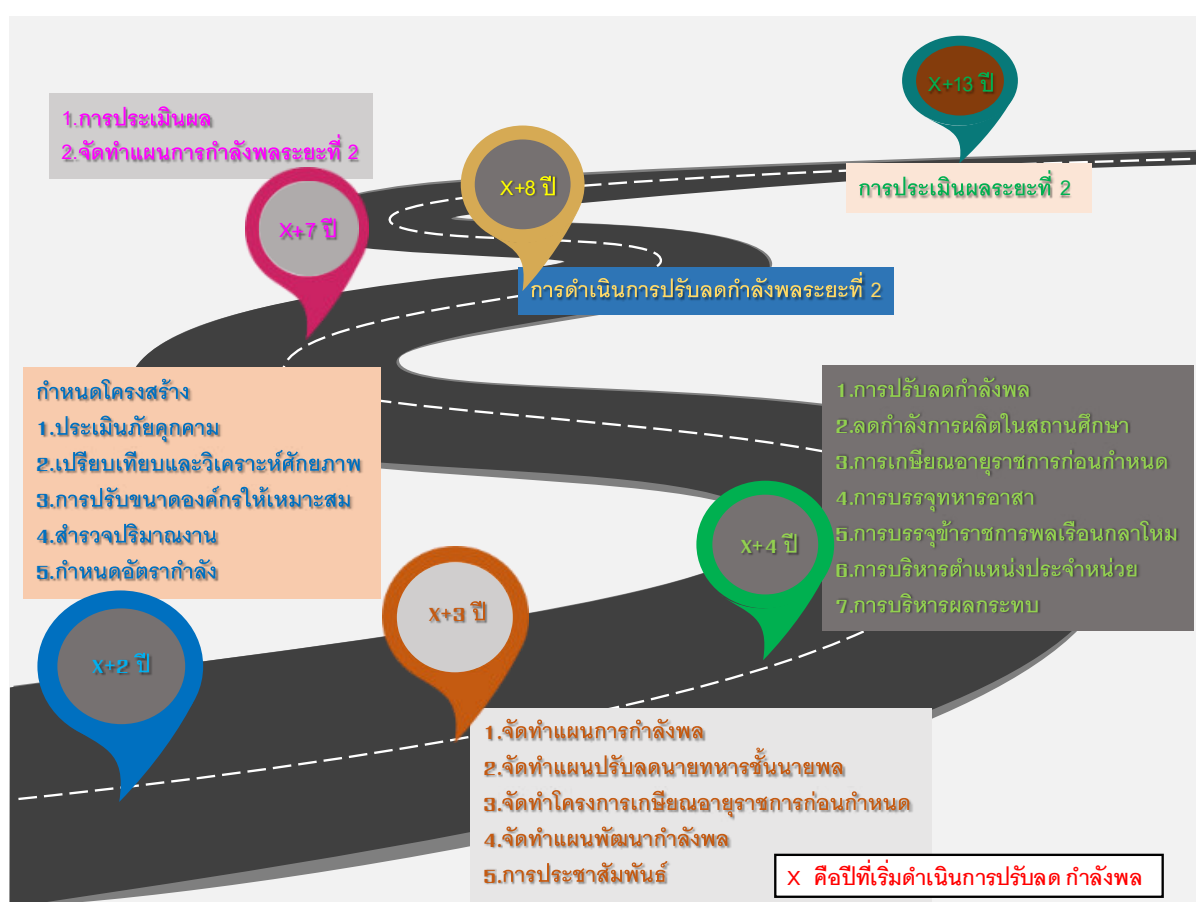 X+13 ปี
การประเมินผลระยะที่ 2
1.การประเมินผล
2.จัดทำแผนการกำลังพลระยะที่ 2
X+7 ปี
X+8 ปี
การดำเนินการปรับลดกำลังพลระยะที่ 2
กำหนดโครงสร้าง
1.ประเมินภัยคุกคาม
2.เปรียบเทียบและวิเคราะห์ศักยภาพ
3.การปรับขนาดองค์กรให้เหมาะสม
4.สำรวจปริมาณงาน
5.กำหนดอัตรากำลัง
X+2 ปี
X+3 ปี
1.จัดทำแผนการกำลังพล
2.จัดทำแผนปรับลดนายทหารชั้นนายพล
3.จัดทำโครงการเกษียณอายุราชการก่อนกำหนด
4.จัดทำแผนพัฒนากำลังพล
5.การประชาสัมพันธ์
X+4 ปี
1.การปรับลดกำลังพล
2.ลดกำลังการผลิตในสถานศึกษา
3.การเกษียณอายุราชการก่อนกำหนด
4.การบรรจุทหารอาสา
5.การบรรจุข้าราชการพลเรือนกลาโหม
6.การบริหารตำแหน่งประจำหน่วย
7.การบริหารผลกระทบ
X คือปีที่เริ่มดำเนินการปรับลด กำลังพล